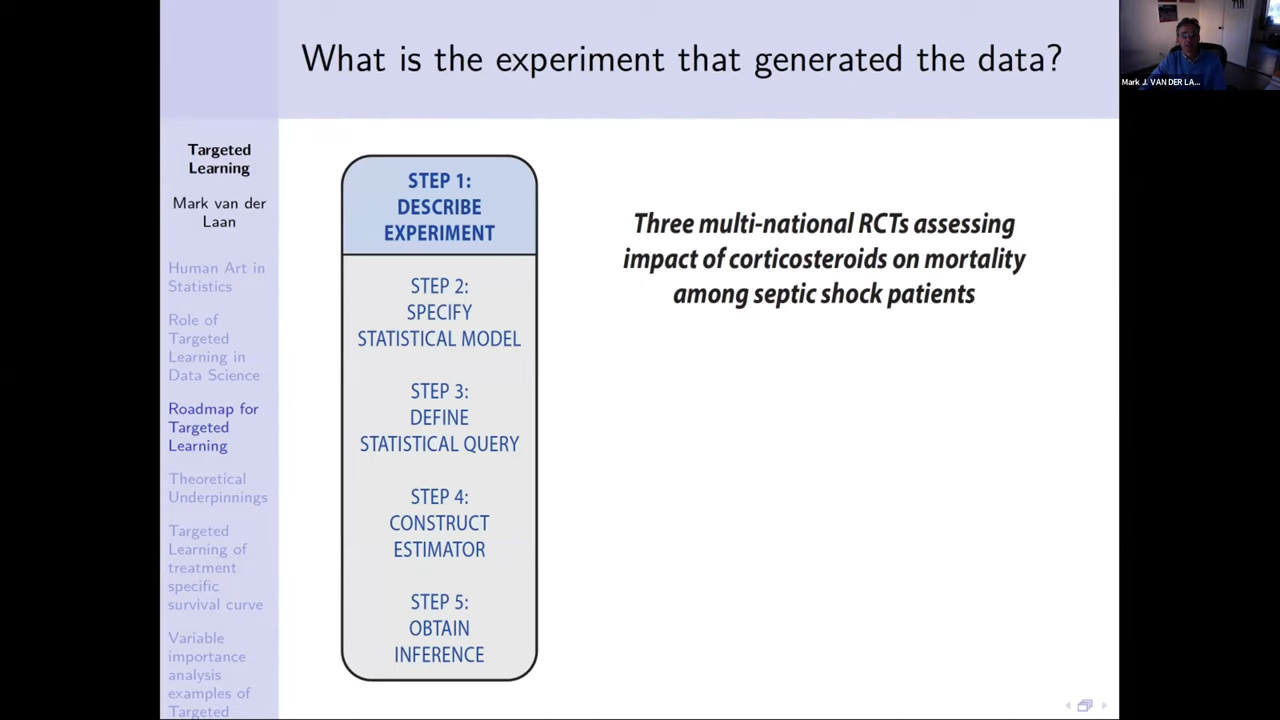 What is the experiment that generated the data?
Mark J. VAN DER LA...
Targeted
Learning
Mark van der
Laan
Human Art in
Statistics
Role of
Targeted
Learning in
Data Science
Roadmap for
Targeted
Learning
Theoretical
Underpinnings
Targeted
Learning of
treatment
specific
survival curve
Variable
importance
analysis
examples of
Targeted
STEP 1:
DESCRIBE
EXPERIMENT
STEP 2:
SPECIFY
STATISTICAL MODEL
STEP 3:
DEFINE
STATISTICAL QUERY
STEP 4:
CONSTRUCT
ESTIMATOR
STEP 5:
OBTAIN
INFERENCE
Three multi-national RCTs assessing
impact of corticosteroids on mortality
among septic shock patients